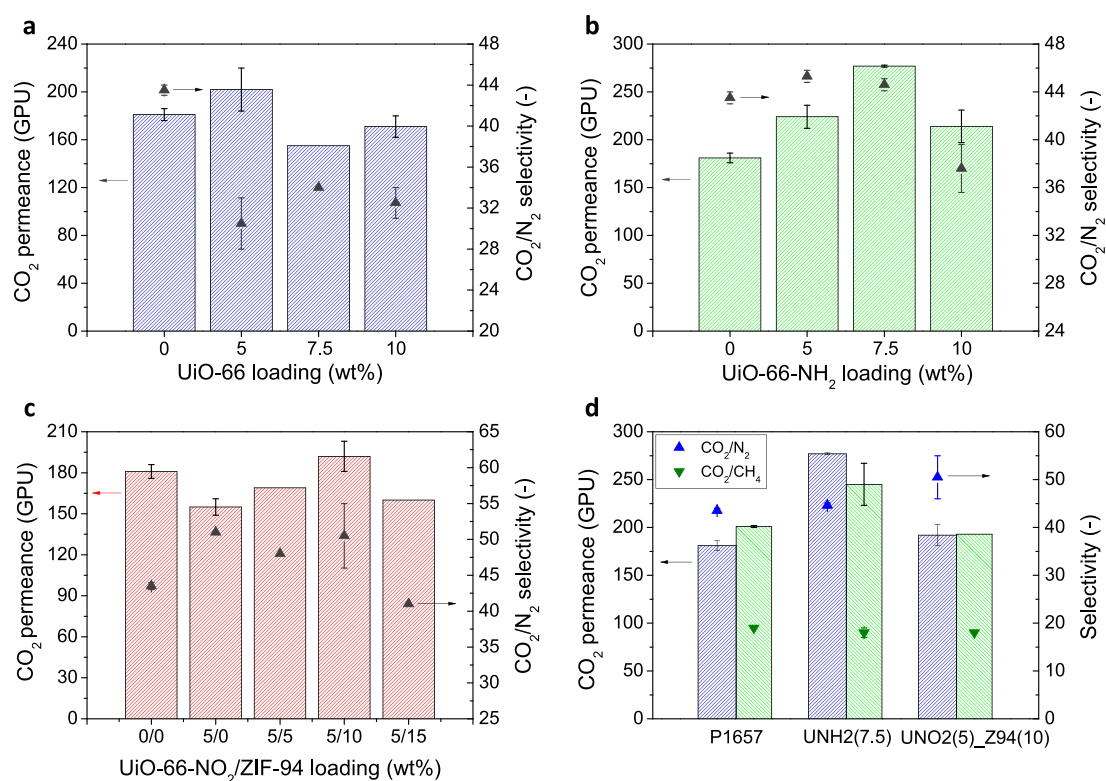 a
240
200
160
120
80
40
0
CO₂ permeance (GPU)
48
44
40
36
32
28
24
20
CO₂/N₂ selectivity (-)
0 5 7.5 10
UiO-66 loading (wt%)
b
300
250
200
150
100
50
0
CO₂ permeance (GPU)
48
44
40
36
32
28
24
CO₂/N₂ selectivity (-)
0 5 7.5 10
UiO-66-NH₂ loading (wt%)
c
210
180
150
120
90
60
30
0
CO₂ permeance (GPU)
65
60
55
50
45
40
35
30
25
CO₂/N₂ selectivity (-)
0/0 5/0 5/5 5/10 5/15
UiO-66-NO₂/ZIF-94 loading (wt%)
d
300
250
200
150
100
50
0
CO₂ permeance (GPU)
CO₂/N₂
CO₂/CH₄
60
50
40
30
20
10
0
Selectivity (-)
P1657 UNH2(7.5) UNO2(5)_Z94(10)